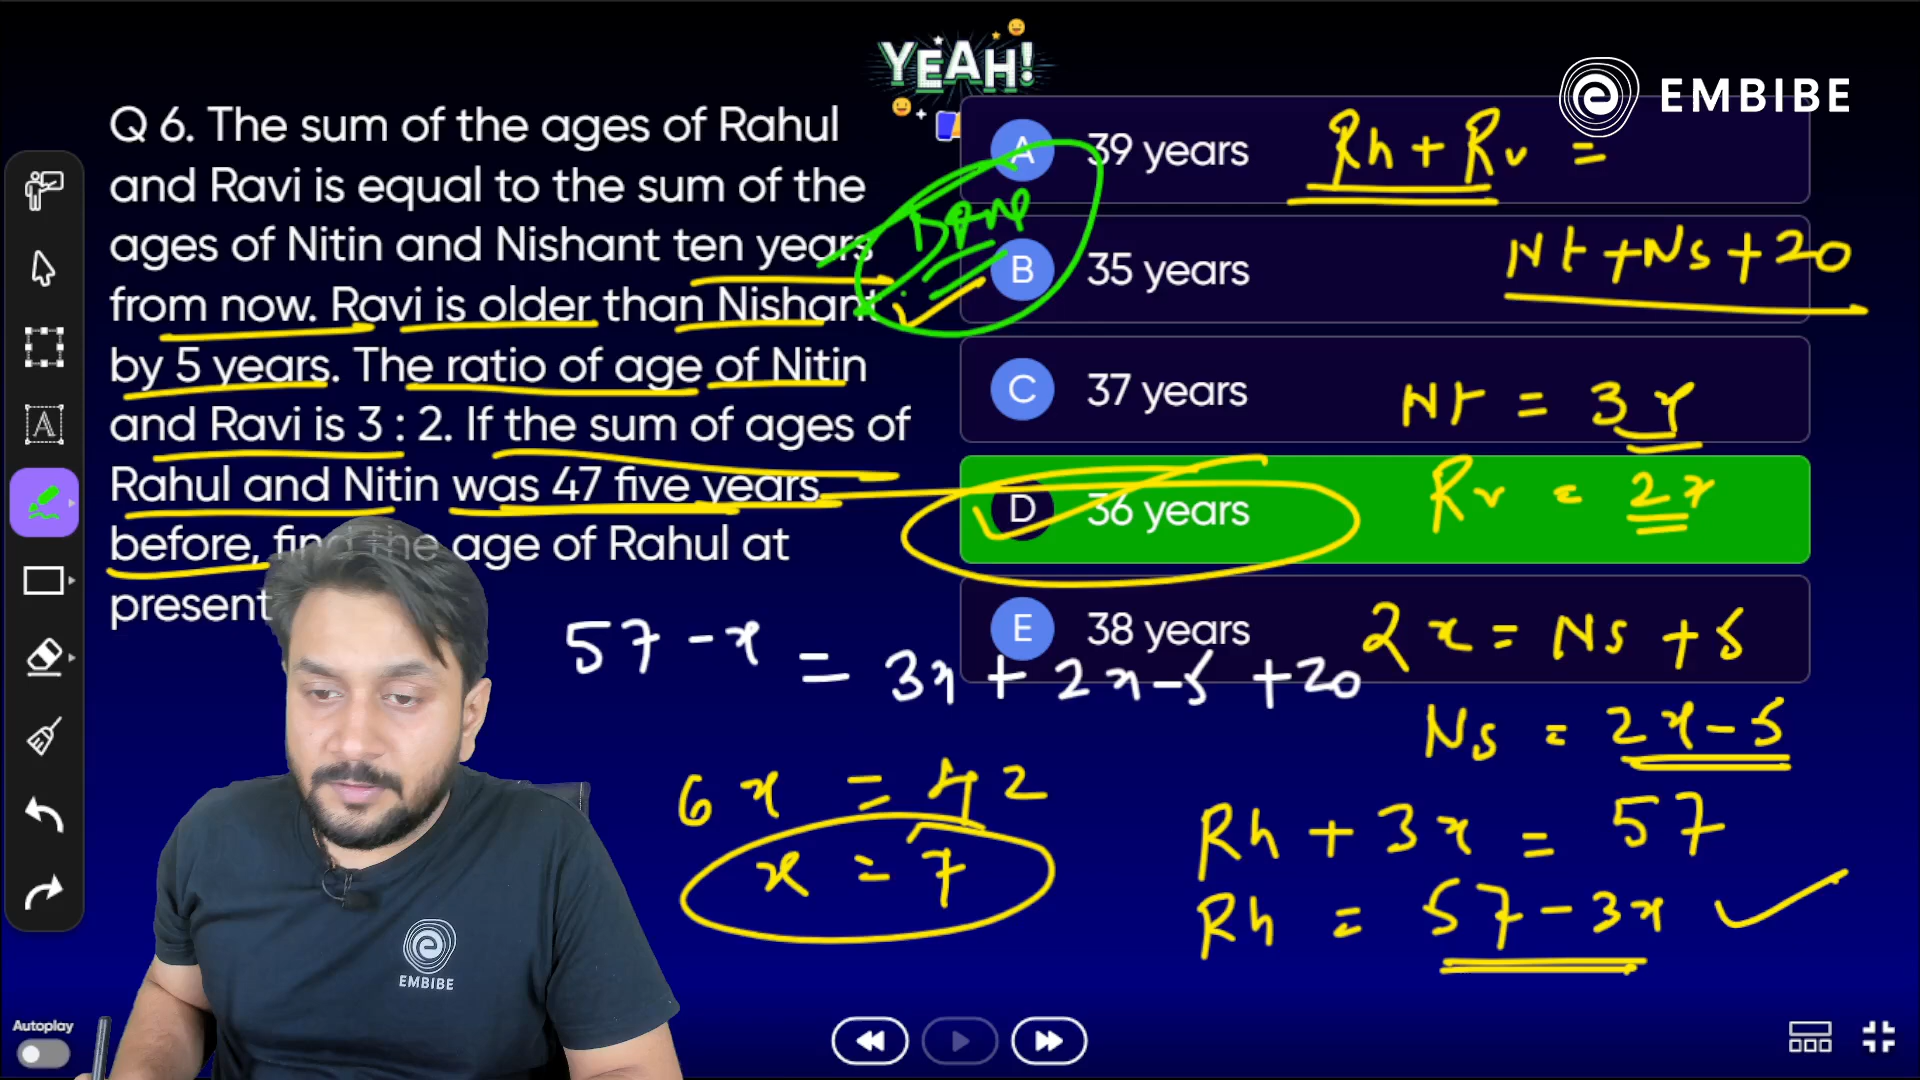 YEAH!
EMBIBE
Q 6. The sum of the ages of Rahul
and Ravi is equal to the sum of the
ages of Nitin and Nishant ten years
from now. Ravi is older than Nishant
by 5 years. The ratio of age of Nitin
and Ravi is 3 : 2. If the sum of ages of
Rahul and Nitin was 47 five years
before, find the age of Rahul at
present
A 39 years
B 35 years
C 37 years
D 36 years
E 38 years
Rh + Rv =
Nt + Ns + 20
Nt = 3x
Rv = 2x
2x = Ns + 5
Ns = 2x - 5
Rh + 3x = 57
Rh = 57 - 3x
57 - x = 3x + 2x - 5 + 20
6x = 42
x = 7
EMBIBE
Autoplay